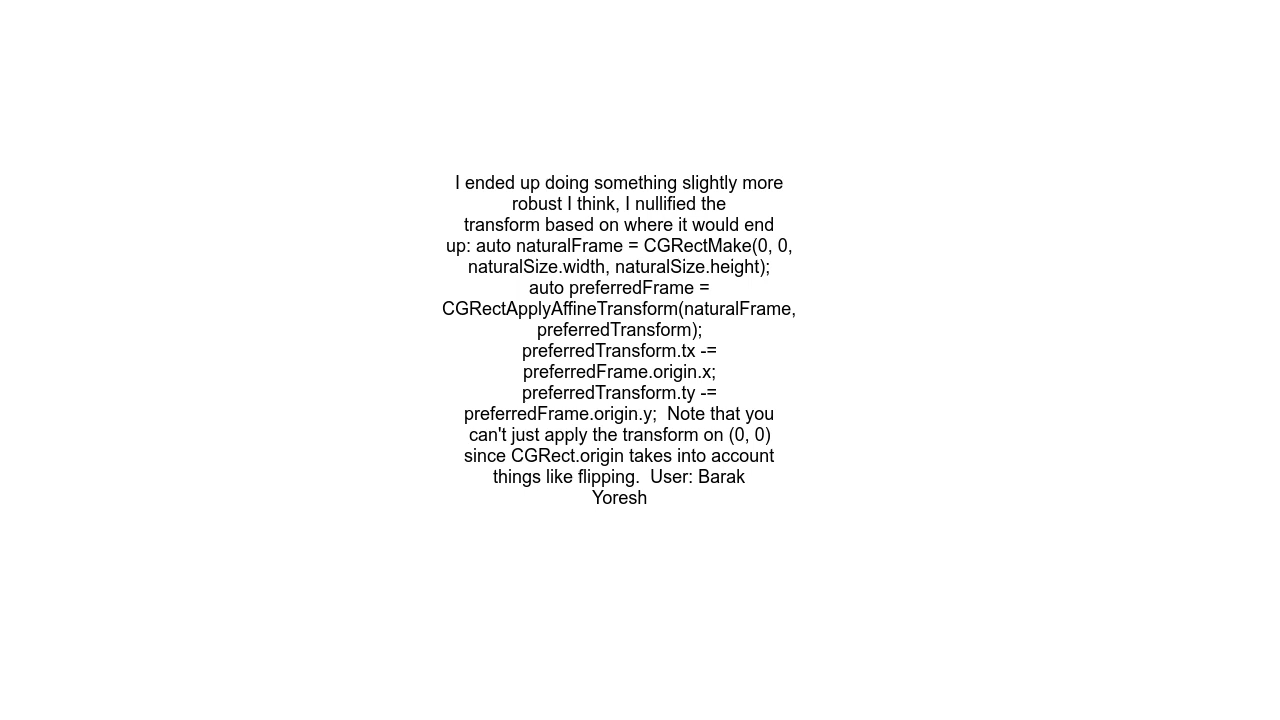 I ended up doing something slightly more
robust I think, I nullified the
transform based on where it would end
up: auto naturalFrame = CGRectMake(0, 0,
naturalSize.width, naturalSize.height);
auto preferredFrame =
CGRectApplyAffineTransform(naturalFrame,
preferredTransform);
preferredTransform.tx -=
preferredFrame.origin.x;
preferredTransform.ty -=
preferredFrame.origin.y;  Note that you
can't just apply the transform on (0, 0)
since CGRect.origin takes into account
things like flipping.  User: Barak
Yoresh